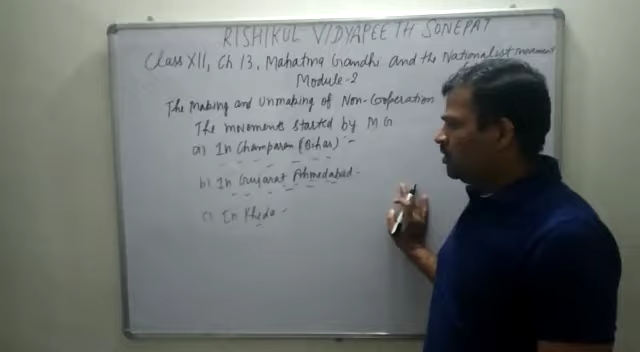 RISHIKUL VIDYAPEETH SONEPAT
Class XII, Ch 13, Mahatma Gandhi and the Nationalist movement
Module-2
The Making and Unmaking of Non-Cooperation
The movements started by M G
a) In Champaran (Bihar) -
b) In Gujarat Ahmedabad -
c) In Kheda -